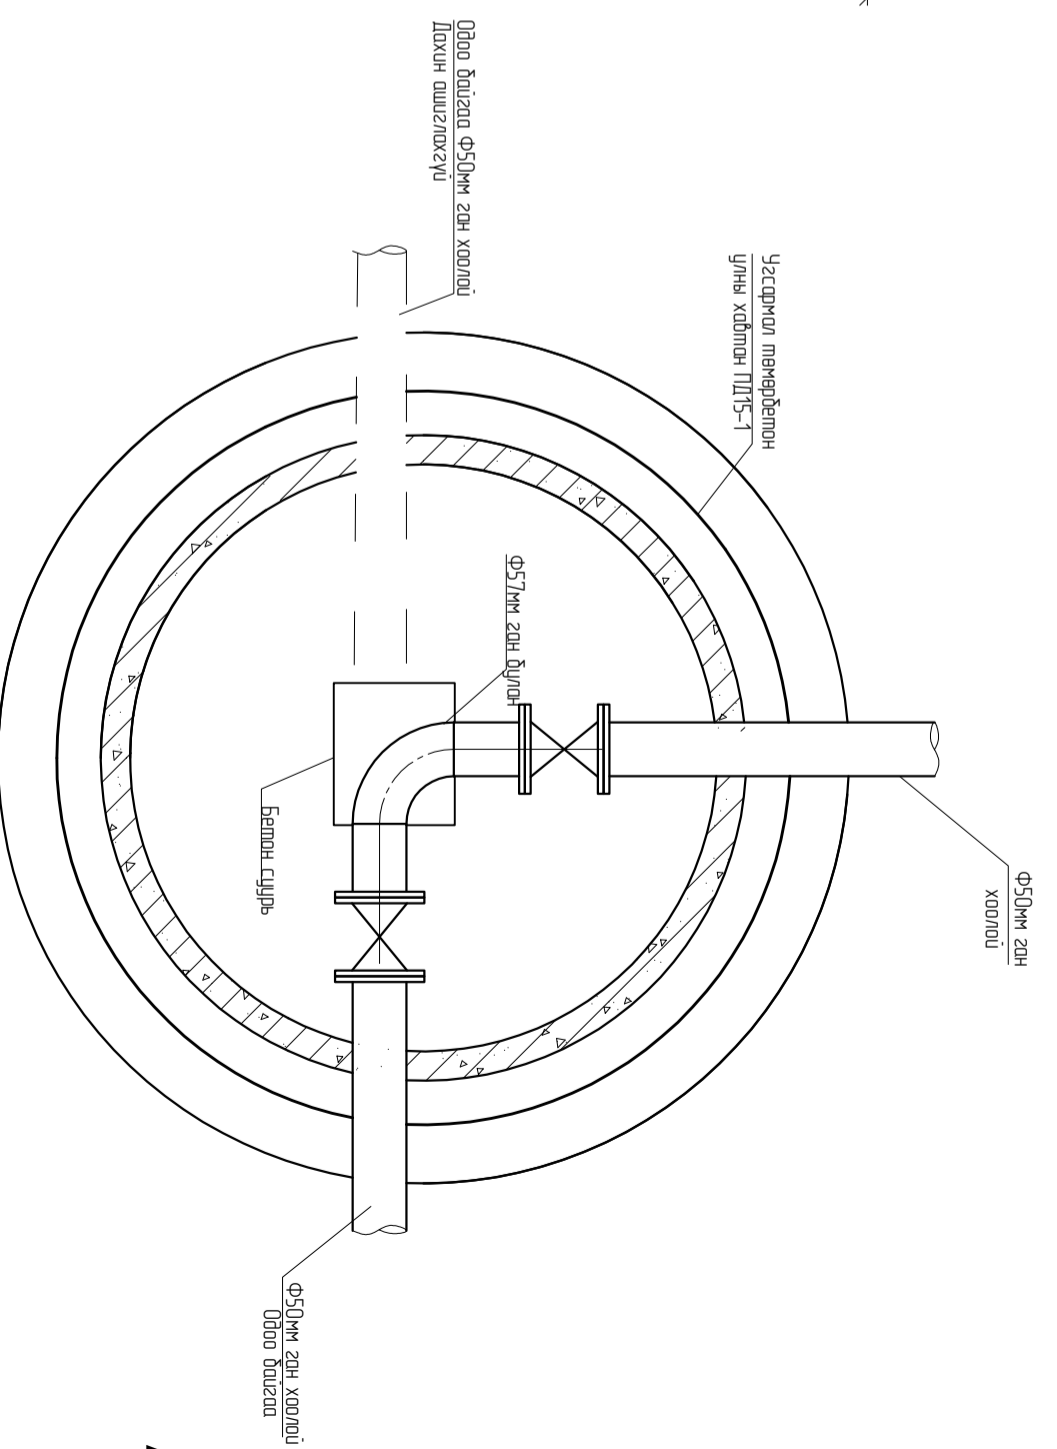 Одоо байгаа Ф50мм ган хоолой
Дахин ашиглахгүй
Угсармал төмөрбетон
улны хавтан ПД15-1
Ф57мм ган булан
Бетон суурь
Ф50мм ган
хоолой
Ф50мм ган хоолой
Одоо байгаа